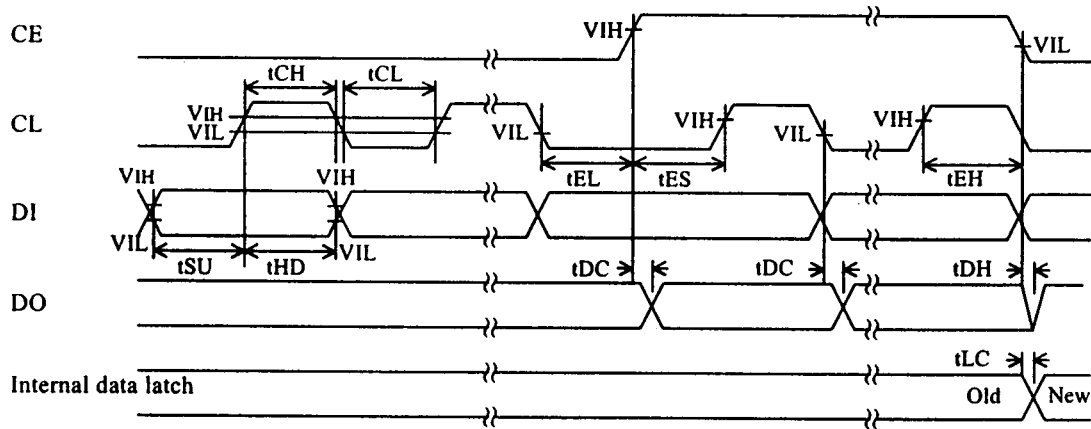 CE
VIH
VIL
tCH
tCL
CL
VIH
VIL
VIL
VIH
VIL
VIH
tEL
tES
tEH
DI
VIH
VIH
VIL
VIL
tSU
tHD
tDC
tDC
tDH
DO
tLC
Internal data latch
Old
New